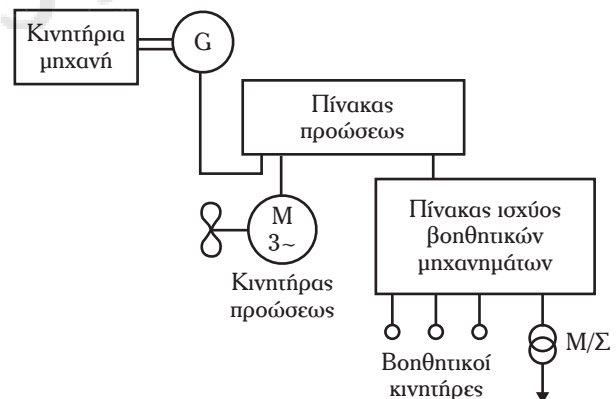 Κινητήρια
μηχανή
G
Πίνακας
προώσεως
M
3~
Κινητήρας
προώσεως
Πίνακας ισχύος
βοηθητικών
μηχανημάτων
Βοηθητικοί
κινητήρες
Μ/Σ